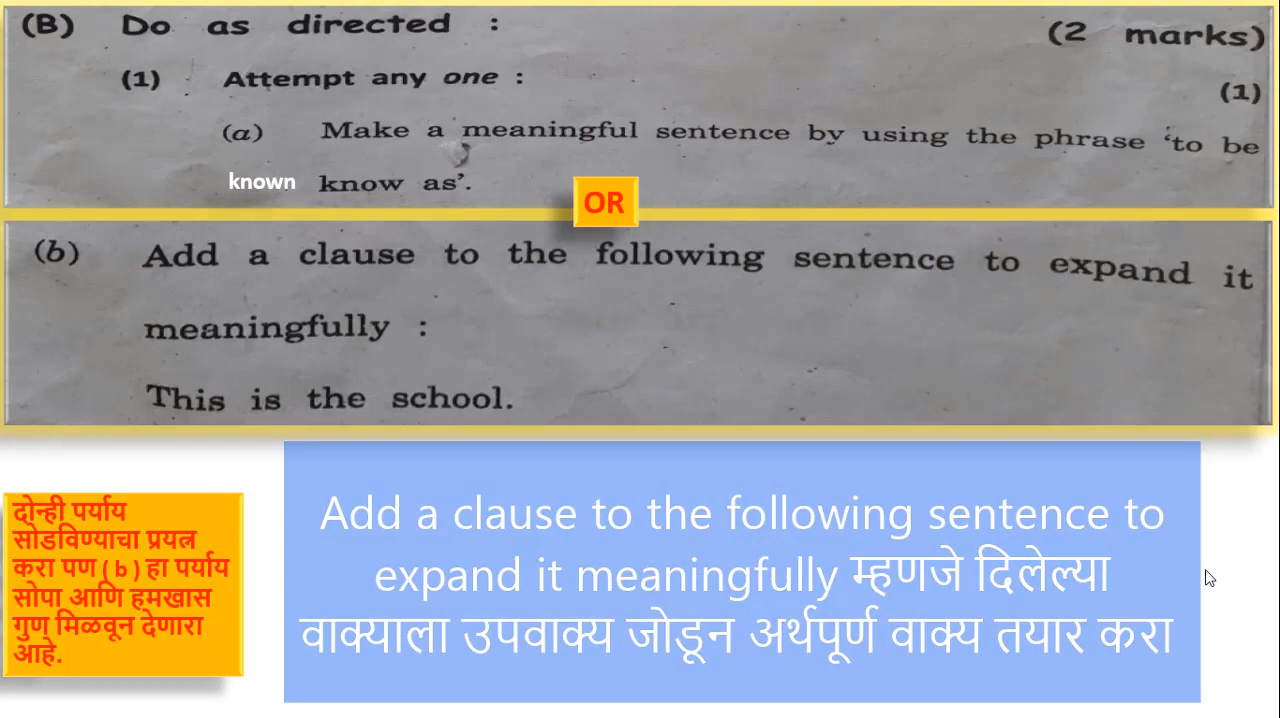 (B) Do as directed : (2 marks)
(1) Attempt any one : (1)
(a) Make a meaningful sentence by using the phrase 'to be
known know as'.
OR
(b) Add a clause to the following sentence to expand it
meaningfully :
This is the school.
दोन्ही पर्याय
सोडविण्याचा प्रयत्न
करा पण ( b ) हा पर्याय
सोपा आणि हमखास
गुण मिळवून देणारा
आहे.
Add a clause to the following sentence to
expand it meaningfully म्हणजे दिलेल्या
वाक्याला उपवाक्य जोडून अर्थपूर्ण वाक्य तयार करा